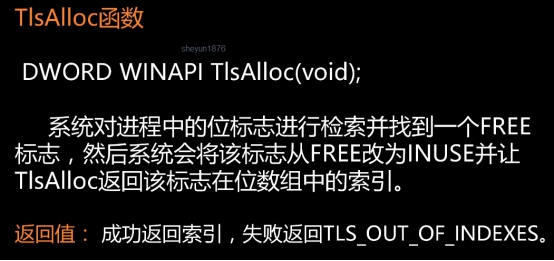 TlsAlloc函数
sheyun1876
DWORD WINAPI TlsAlloc(void);
系统对进程中的位标志进行检索并找到一个FREE
标志，然后系统会将该标志从FREE改为INUSE并让
TlsAlloc返回该标志在位数组中的索引。
返回值： 成功返回索引，失败返回TLS_OUT_OF_INDEXES。